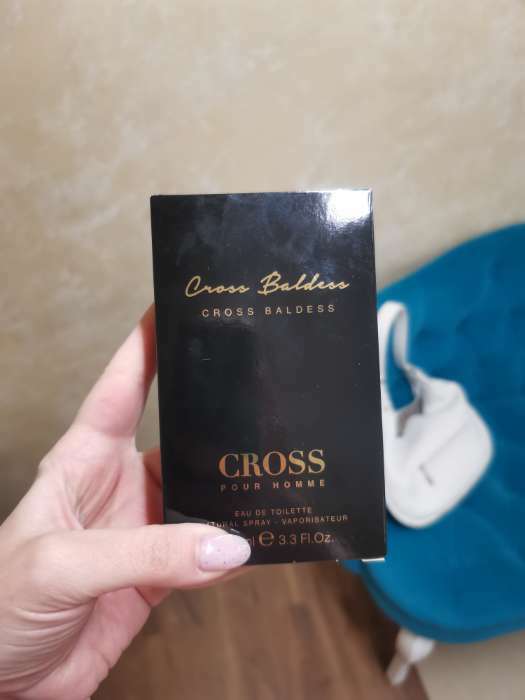 Cross Baldess
CROSS BALDESS
CROSS
POUR HOMME
EAU DE TOILETTE
SPRAY - VAPORISATEUR
℮ 3.3 Fl.Oz.